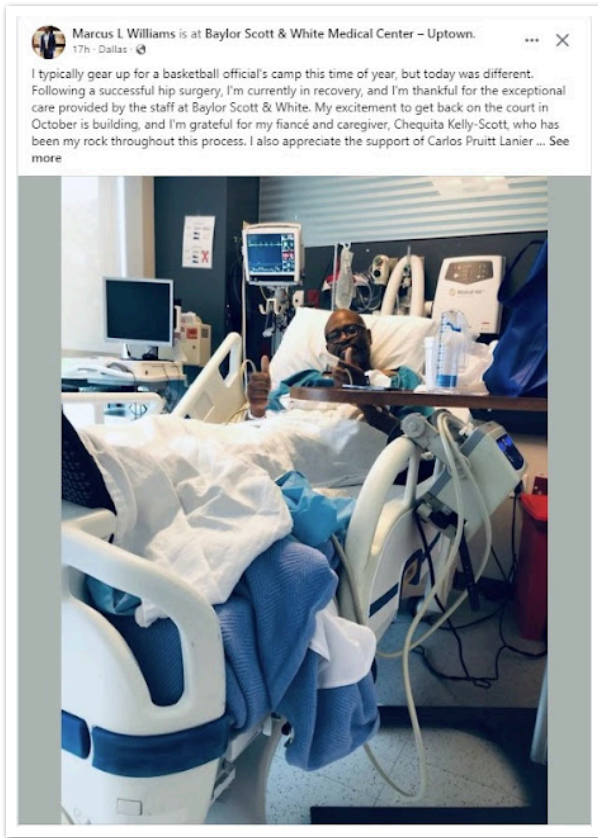 Marcus L Williams is at Baylor Scott & White Medical Center – Uptown.
17h · Dallas ·
I typically gear up for a basketball official's camp this time of year, but today was different.
Following a successful hip surgery, I'm currently in recovery, and I'm thankful for the exceptional
care provided by the staff at Baylor Scott & White. My excitement to get back on the court in
October is building, and I'm grateful for my fiancé and caregiver, Chequita Kelly-Scott, who has
been my rock throughout this process. I also appreciate the support of Carlos Pruitt Lanier ... See
more